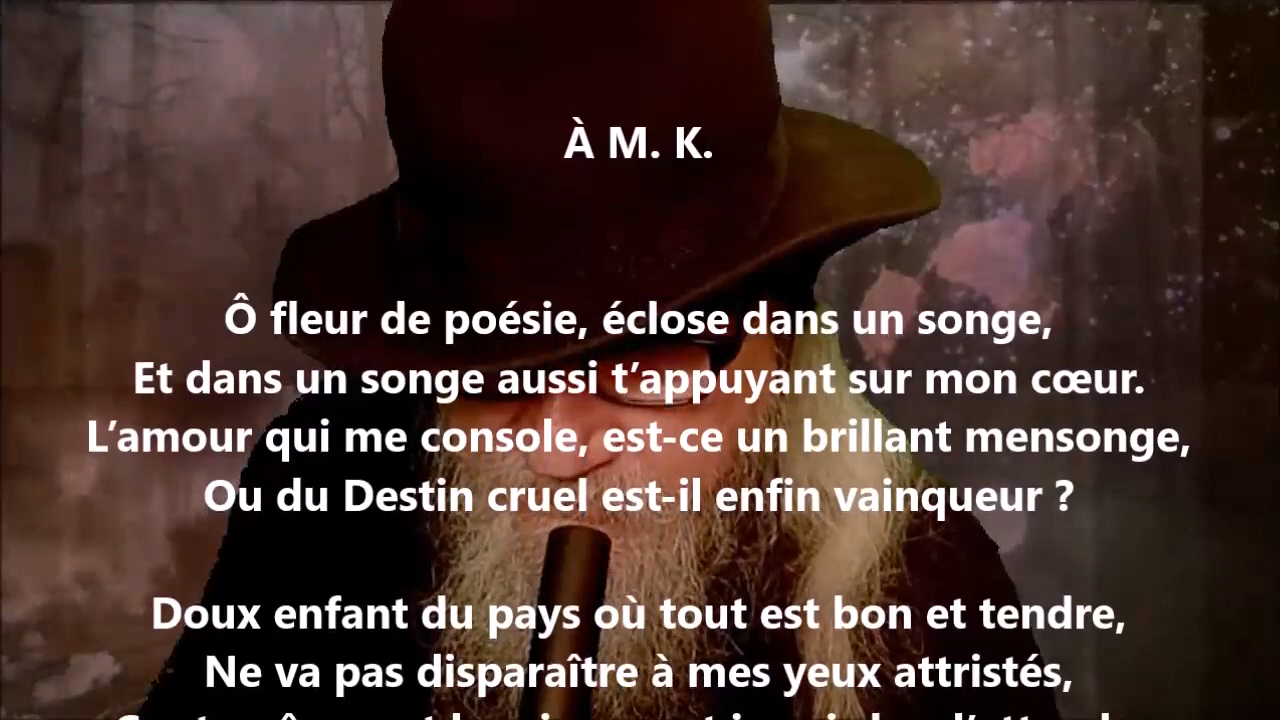 À M. K.
Ô fleur de poésie, éclose dans un songe,
Et dans un songe aussi t’appuyant sur mon cœur.
L’amour qui me console, est-ce un brillant mensonge,
Ou du Destin cruel est-il enfin vainqueur ?
Doux enfant du pays où tout est bon et tendre,
Ne va pas disparaître à mes yeux attristés,